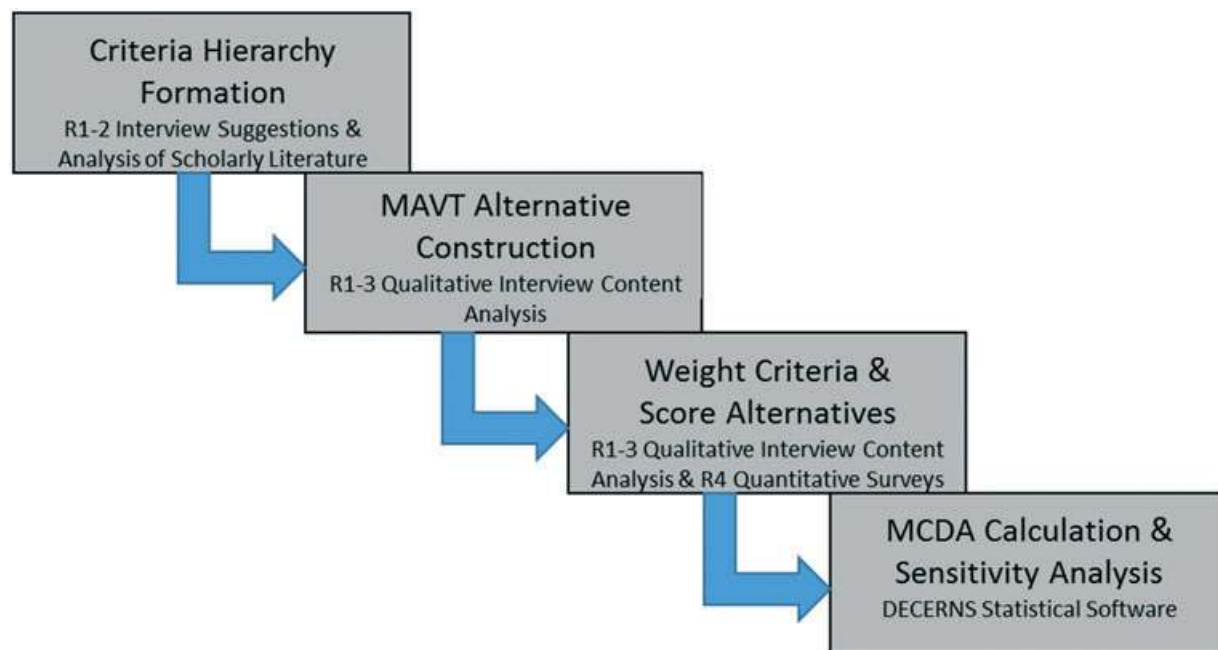 Criteria Hierarchy
Formation
R1-2 Interview Suggestions &
Analysis of Scholarly Literature
MAVT Alternative
Construction
R1-3 Qualitative Interview Content
Analysis
Weight Criteria &
Score Alternatives
R1-3 Qualitative Interview Content
Analysis & R4 Quantitative Surveys
MCDA Calculation &
Sensitivity Analysis
DECERNS Statistical Software